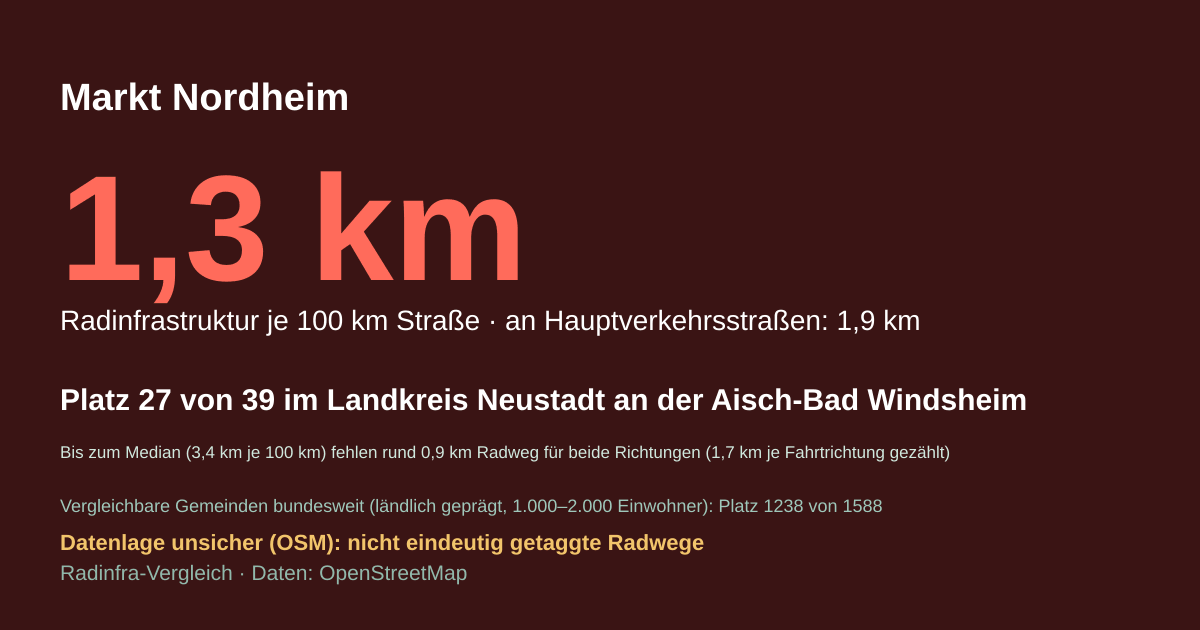 Markt Nordheim
1,3 km
Radinfrastruktur je 100 km Straße · an Hauptverkehrsstraßen: 1,9 km
Platz 27 von 39 im Landkreis Neustadt an der Aisch-Bad Windsheim
Bis zum Median (3,4 km je 100 km) fehlen rund 0,9 km Radweg für beide Richtungen (1,7 km je Fahrtrichtung gezählt)
Vergleichbare Gemeinden bundesweit (ländlich geprägt, 1.000–2.000 Einwohner): Platz 1238 von 1588
Datenlage unsicher (OSM): nicht eindeutig getaggte Radwege
Radinfra-Vergleich · Daten: OpenStreetMap